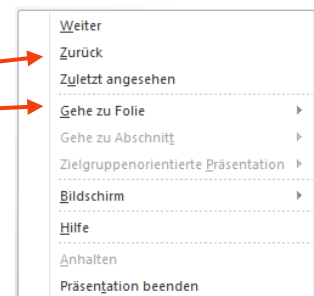 Weiter
Zurück
Zuletzt angesehen
Gehe zu Folie
Gehe zu Abschnitt
Zielgruppenorientierte Präsentation
Bildschirm
Hilfe
Anhalten
Präsentation beenden